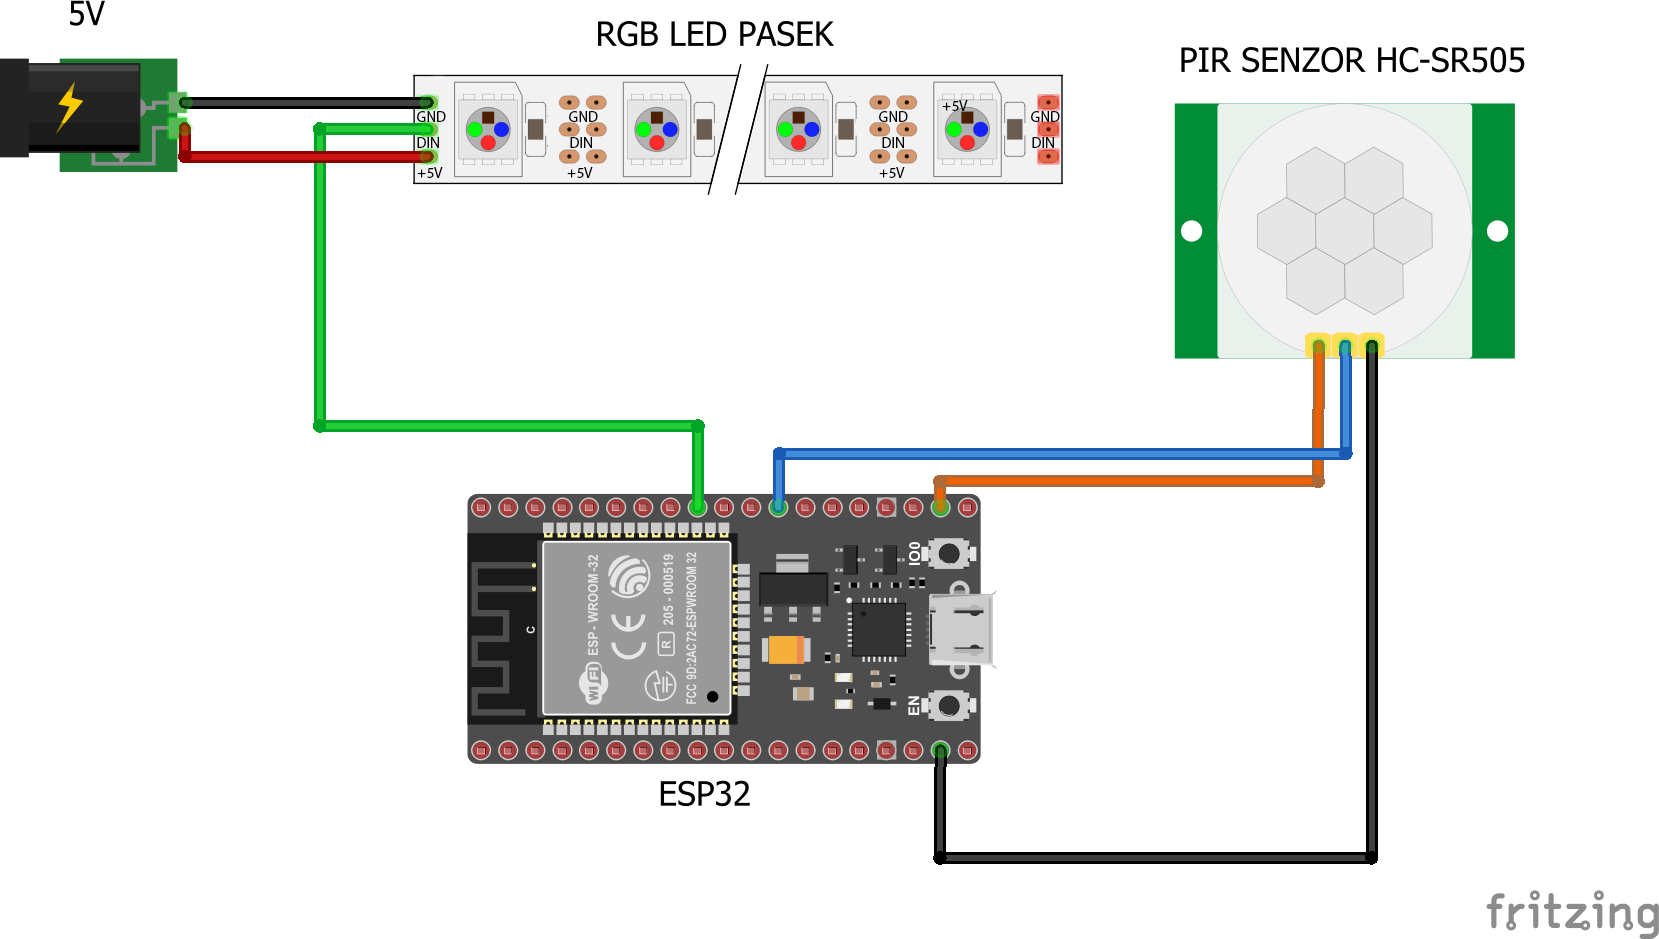 5V
RGB LED PASEK
PIR SENZOR HC-SR505
GND
DIN
+5V
GND
DIN
+5V
GND
DIN
+5V
+5V
GND
DIN
IO0
EN
C
ESP - WROOM - 32
WiFi
CE
R
205 - 000519
FCC 9D:2AC72-ESPWROOM 32
ESP32
fritzing